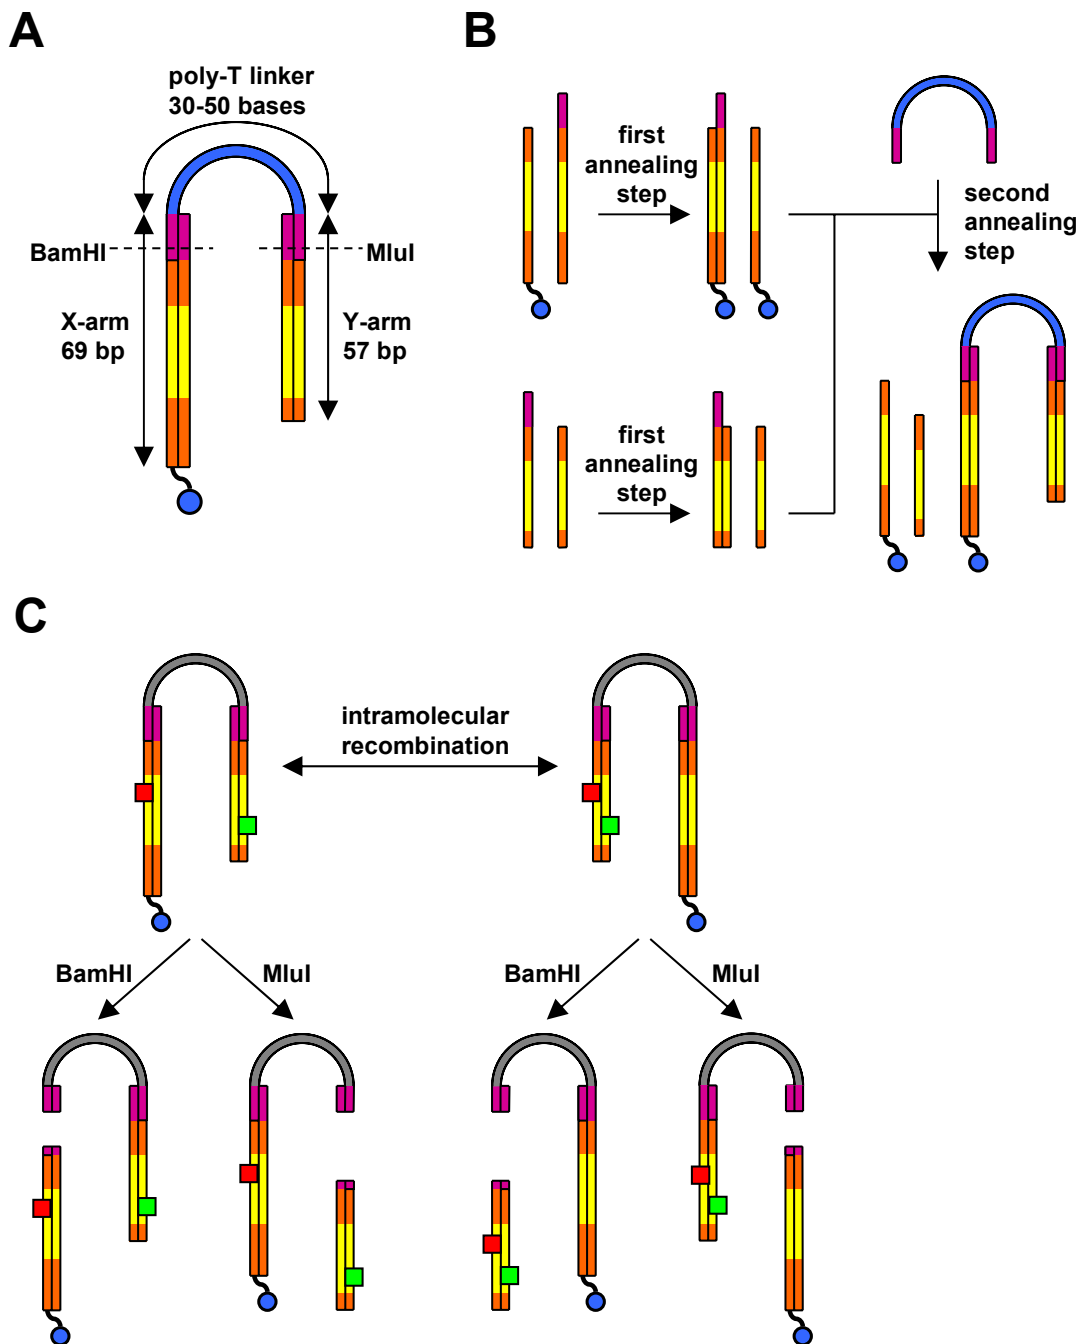 A
poly-T linker
30-50 bases
BamHI
MluI
X-arm
69 bp
Y-arm
57 bp
B
first
annealing
step
second
annealing
step
first
annealing
step
C
intramolecular
recombination
BamHI
MluI
BamHI
MluI